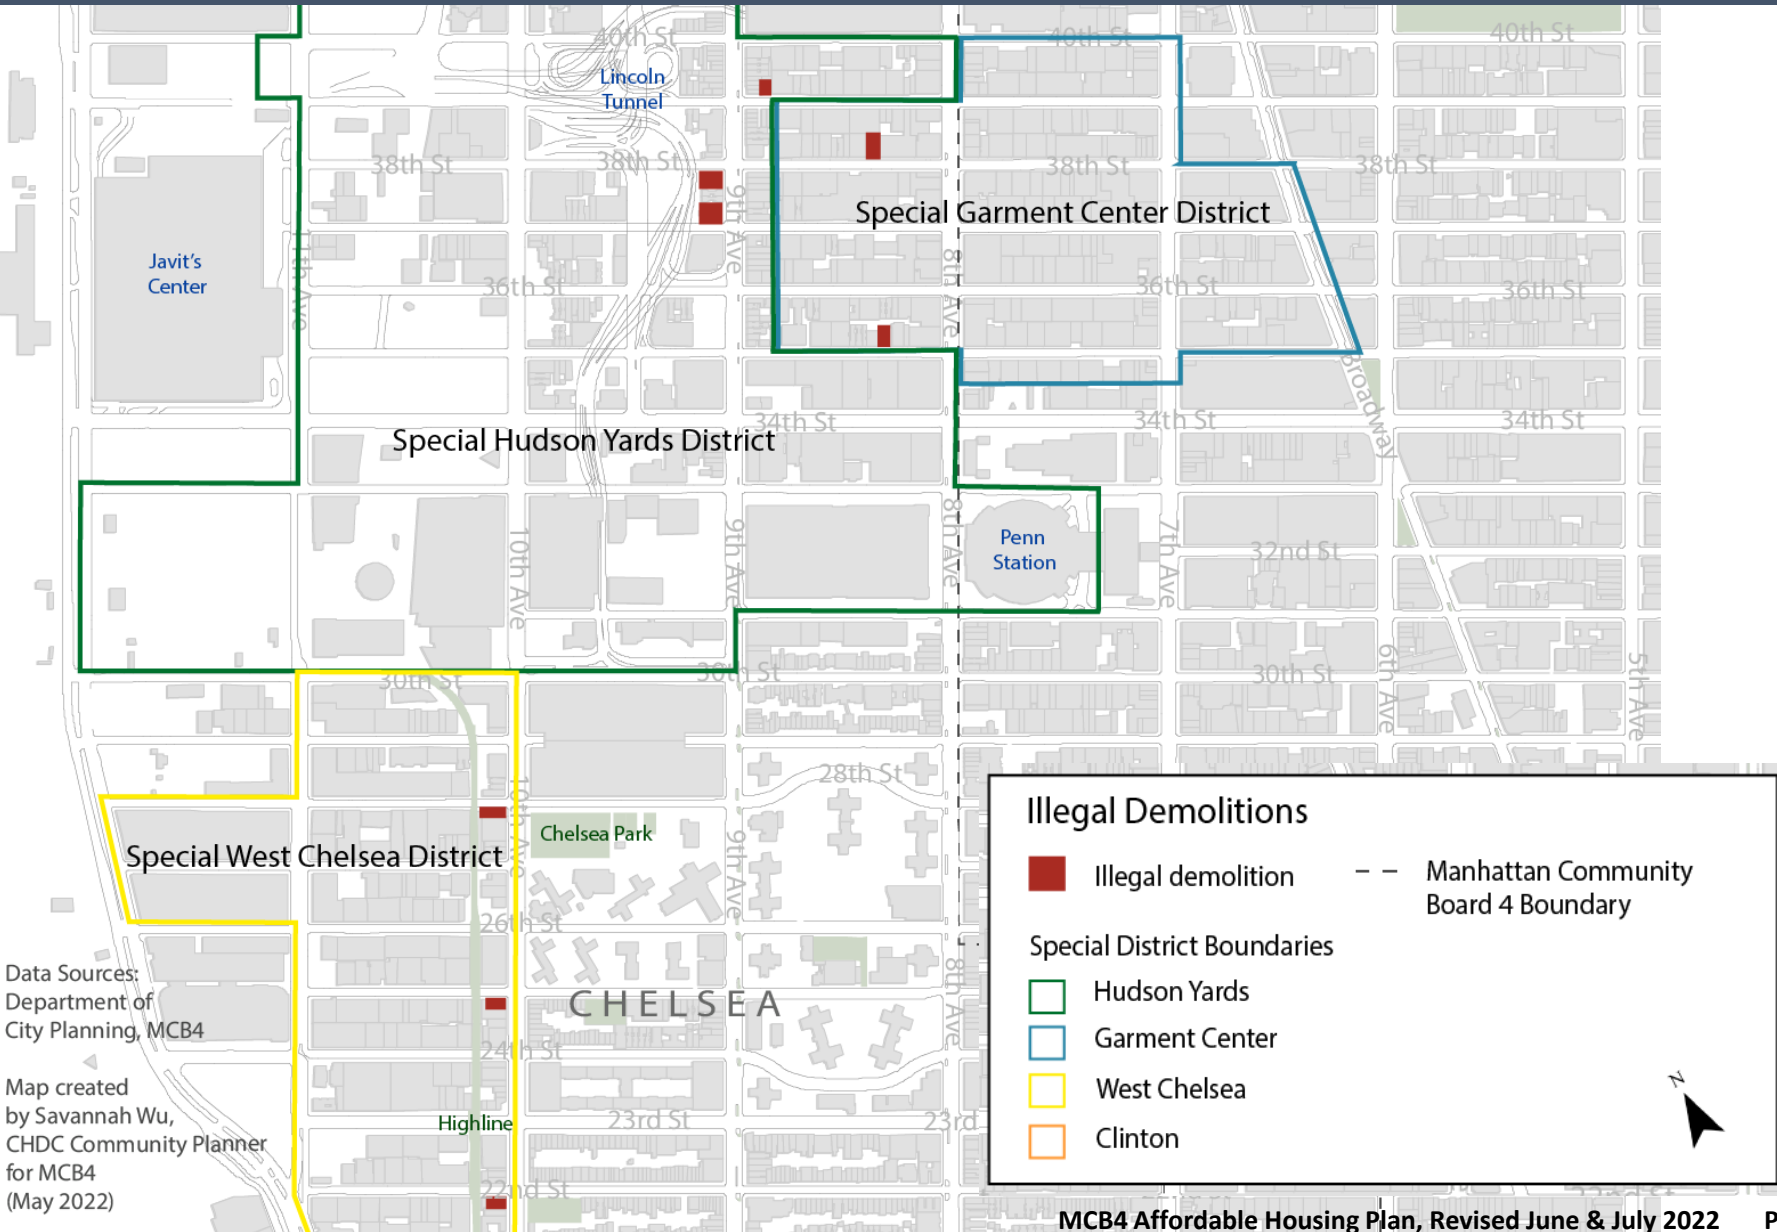 40th St
40th St
40th St
Lincoln
Tunnel
38th St
38th St
38th St
38th St
9th Ave
Special Garment Center District
Javit's
Center
11th Ave
8th Ave
36th St
36th St
36th St
Broadway
34th St
34th St
34th St
Special Hudson Yards District
10th Ave
9th Ave
8th Ave
Penn
Station
7th Ave
32nd St
30th St
30th St
30th St
6th Ave
5th Ave
28th St
10th Ave
Chelsea Park
9th Ave
Special West Chelsea District
26th St
8th Ave
CHELSEA
24th St
Highline
23rd St
23rd
22nd St
Data Sources:
Department of
City Planning, MCB4
Map created
by Savannah Wu,
CHDC Community Planner
for MCB4
(May 2022)
Illegal Demolitions
Illegal demolition
Manhattan Community
Board 4 Boundary
Special District Boundaries
Hudson Yards
Garment Center
West Chelsea
Clinton
N
MCB4 Affordable Housing Plan, Revised June & July 2022